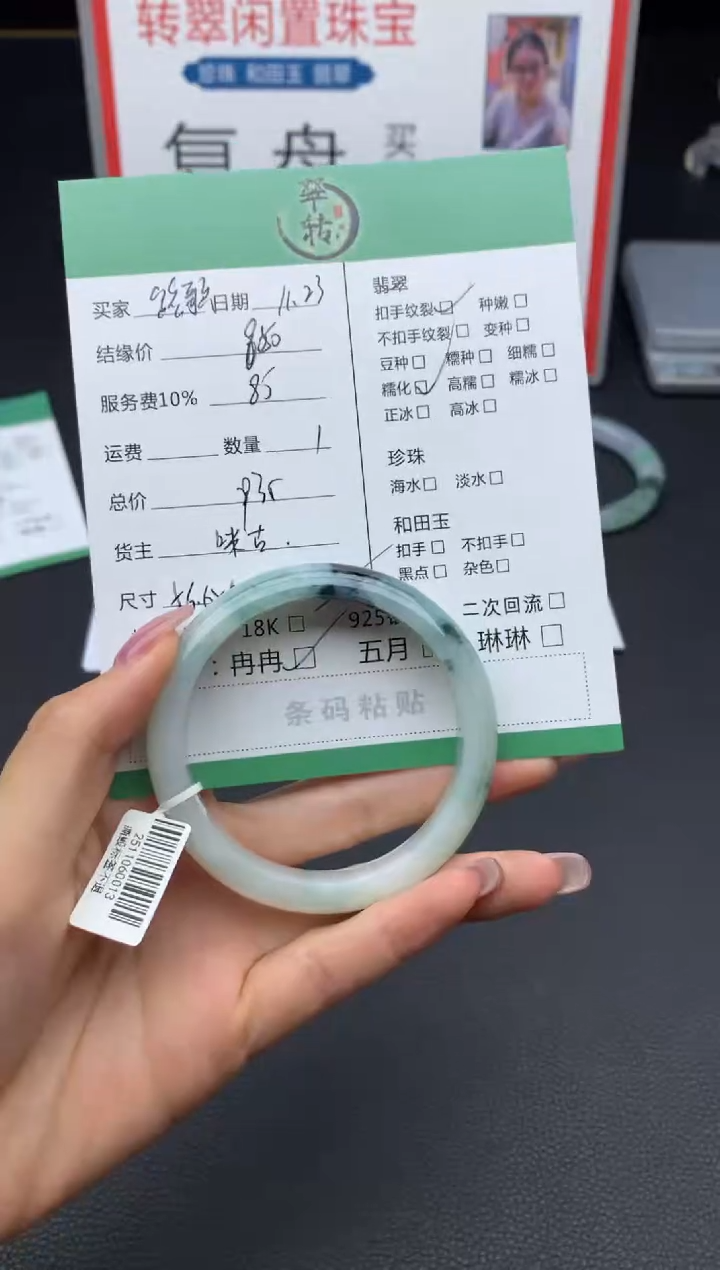 转翠闲置珠宝
珍珠 和田玉 翡翠
复 盘 买
翠转
买家 日期 11.23
结缘价 850
服务费10% 85
运费 数量 1
总价 935
货主 咪古.
尺寸
翡翠
扣手纹裂☑ 种嫩□
不扣手纹裂□ 变种□
豆种□ 糯种□ 细糯□
糯化☑ 高糯□ 糯冰□
正冰□ 高冰□
珍珠
海水□ 淡水□
和田玉
扣手□ 不扣手□
黑点□ 杂色□
18K□ 925 二次回流□
：冉冉☑ 五月□ 琳琳□
条码粘贴
2511060013